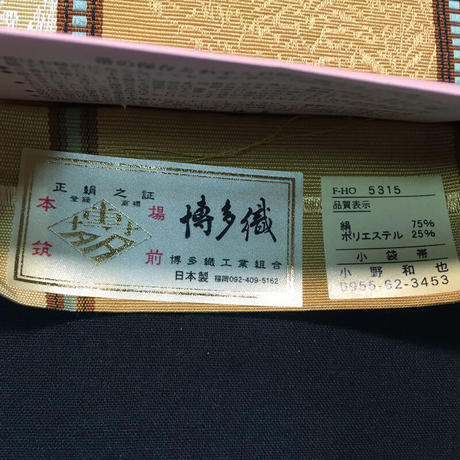 正絹之証
登録 商標
本場
筑前
博多
博多織
博多織工業組合
日本製 福岡092-409-5162
F-HO 5315
品質表示
絹 75%
ポリエステル 25%
小袋帯
小野和也
0955-62-3453